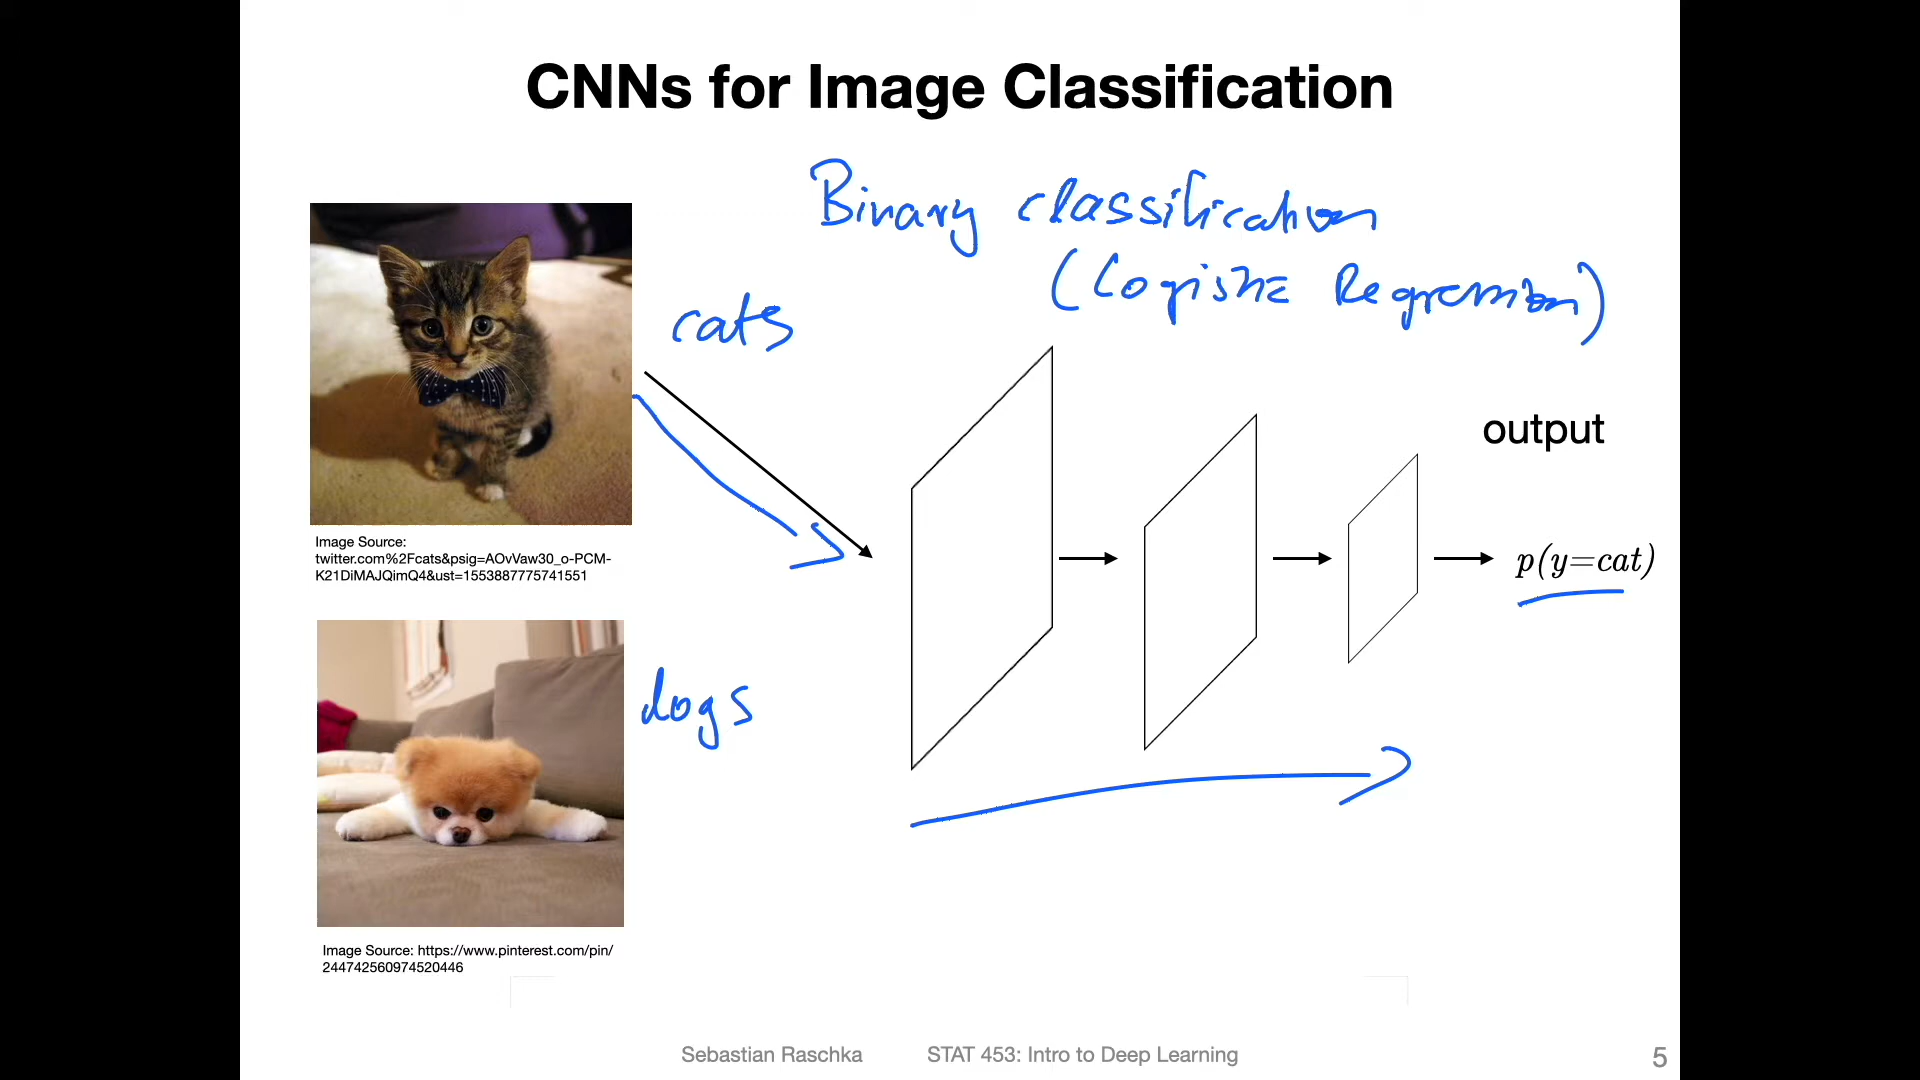 CNNs for Image Classification
Binary classification
(Logistic Regression)
cats
output
Image Source:
twitter.com%2Fcats&psig=AOvVaw30_o-PCM-
K21DiMAJQimQ4&ust=1553887775741551
p(y=cat)
dogs
Image Source: https://www.pinterest.com/pin/
244742560974520446
Sebastian Raschka STAT 453: Intro to Deep Learning 5